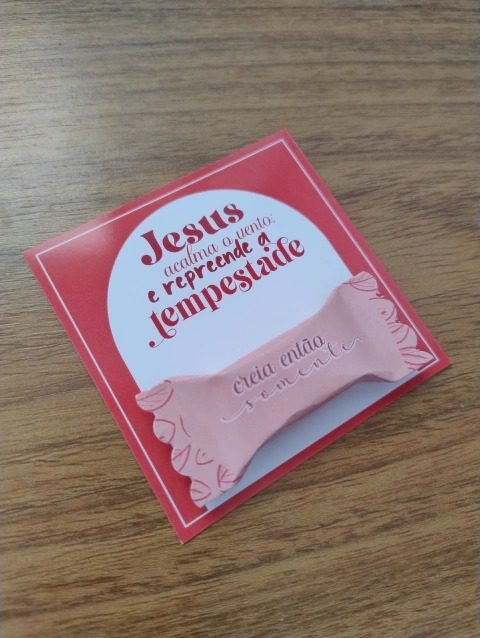 Jesus
acalma o vento:
e repreende a
tempestade
creia então
somente.